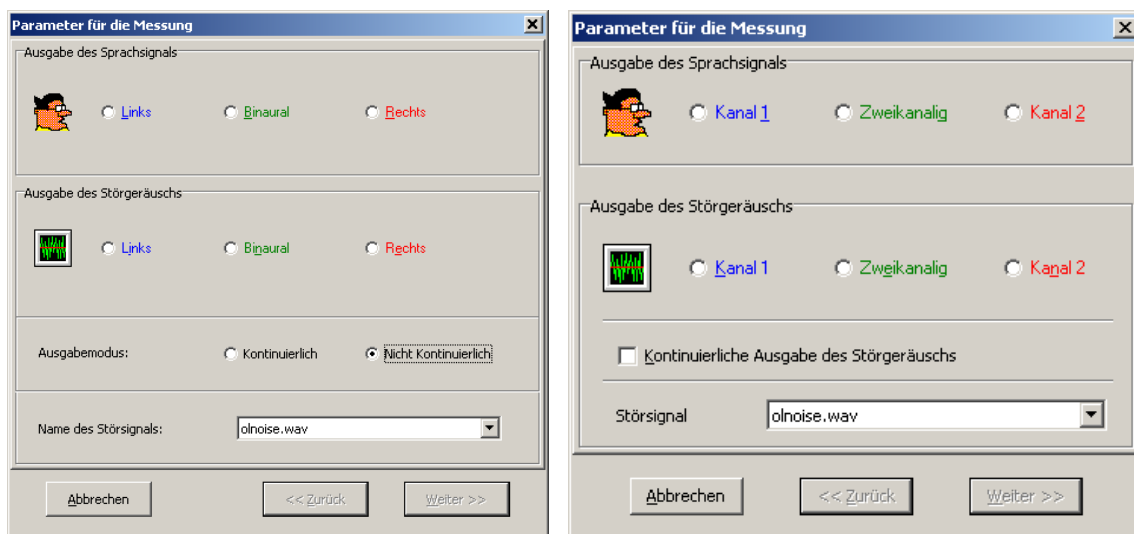 Parameter für die Messung
Ausgabe des Sprachsignals
Links Binaural Rechts
Ausgabe des Störgeräuschs
Links Binaural Rechts
Ausgabemodus: Kontinuierlich Nicht Kontinuierlich
Name des Störsignals: olnoise.wav
Abbrechen << Zurück Weiter >>
Parameter für die Messung
Ausgabe des Sprachsignals
Kanal 1 Zweikanalig Kanal 2
Ausgabe des Störgeräuschs
Kanal 1 Zweikanalig Kanal 2
Kontinuierliche Ausgabe des Störgeräuschs
Störsignal olnoise.wav
Abbrechen << Zurück Weiter >>